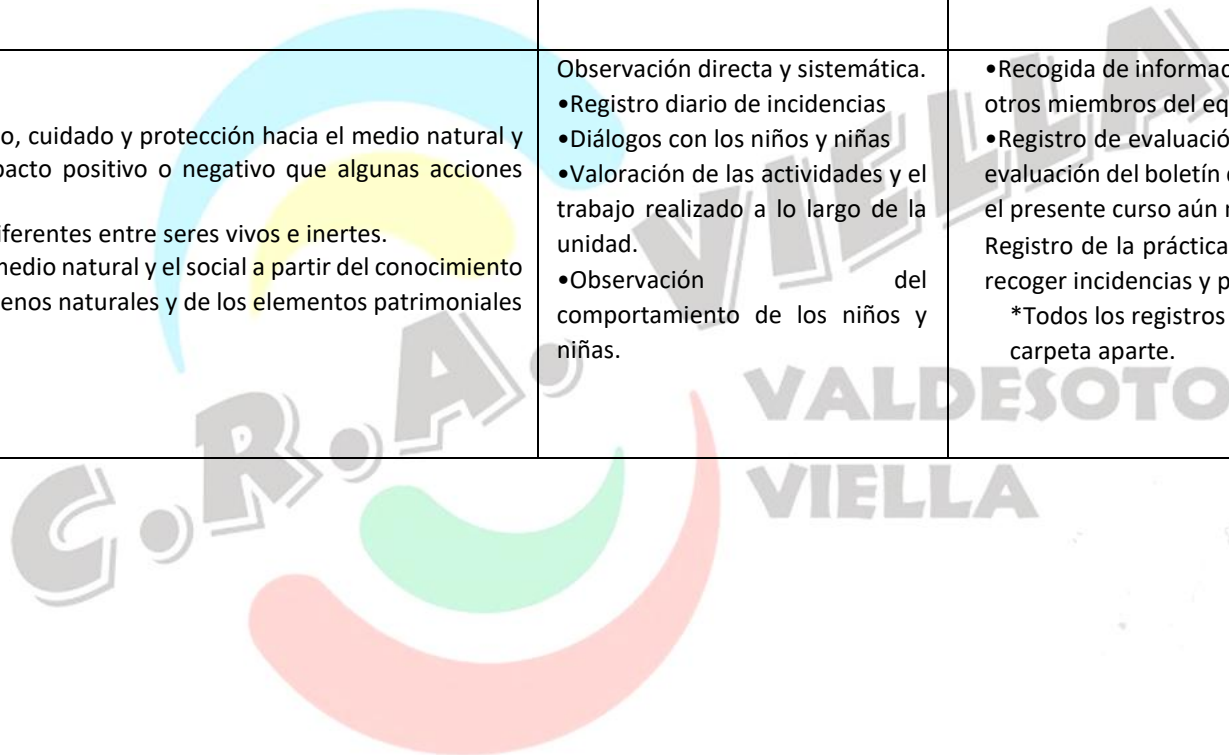 o, cuidado y protección hacia el medio natural y
pacto positivo o negativo que algunas acciones
iferentes entre seres vivos e inertes.
medio natural y el social a partir del conocimiento
enos naturales y de los elementos patrimoniales
Observación directa y sistemática.
•Registro diario de incidencias
•Diálogos con los niños y niñas
•Valoración de las actividades y el
trabajo realizado a lo largo de la
unidad.
•Observación del
comportamiento de los niños y
niñas.
•Recogida de informac
otros miembros del eq
•Registro de evaluació
evaluación del boletín
el presente curso aún
Registro de la práctica
recoger incidencias y p
*Todos los registros
carpeta aparte.
C.R.A. VIELLA
VALDESOTO
VIELLA